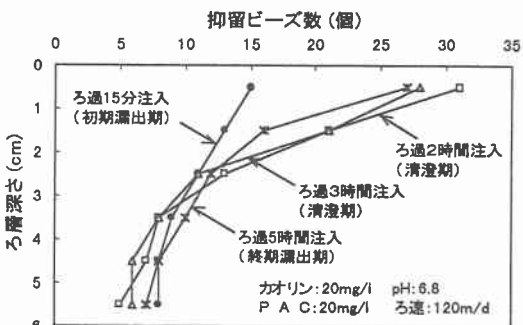 抑留ビーズ数 (個)
0 5 10 15 20 25 30 35
0
1
2
3
4
5
6
ろ層深さ (cm)
ろ過15分注入
(初期漏出期)
ろ過2時間注入
(清澄期)
ろ過3時間注入
(清澄期)
ろ過5時間注入
(終期漏出期)
カオリン:20mg/l pH:6.8
P A C:20mg/l ろ速:120m/d